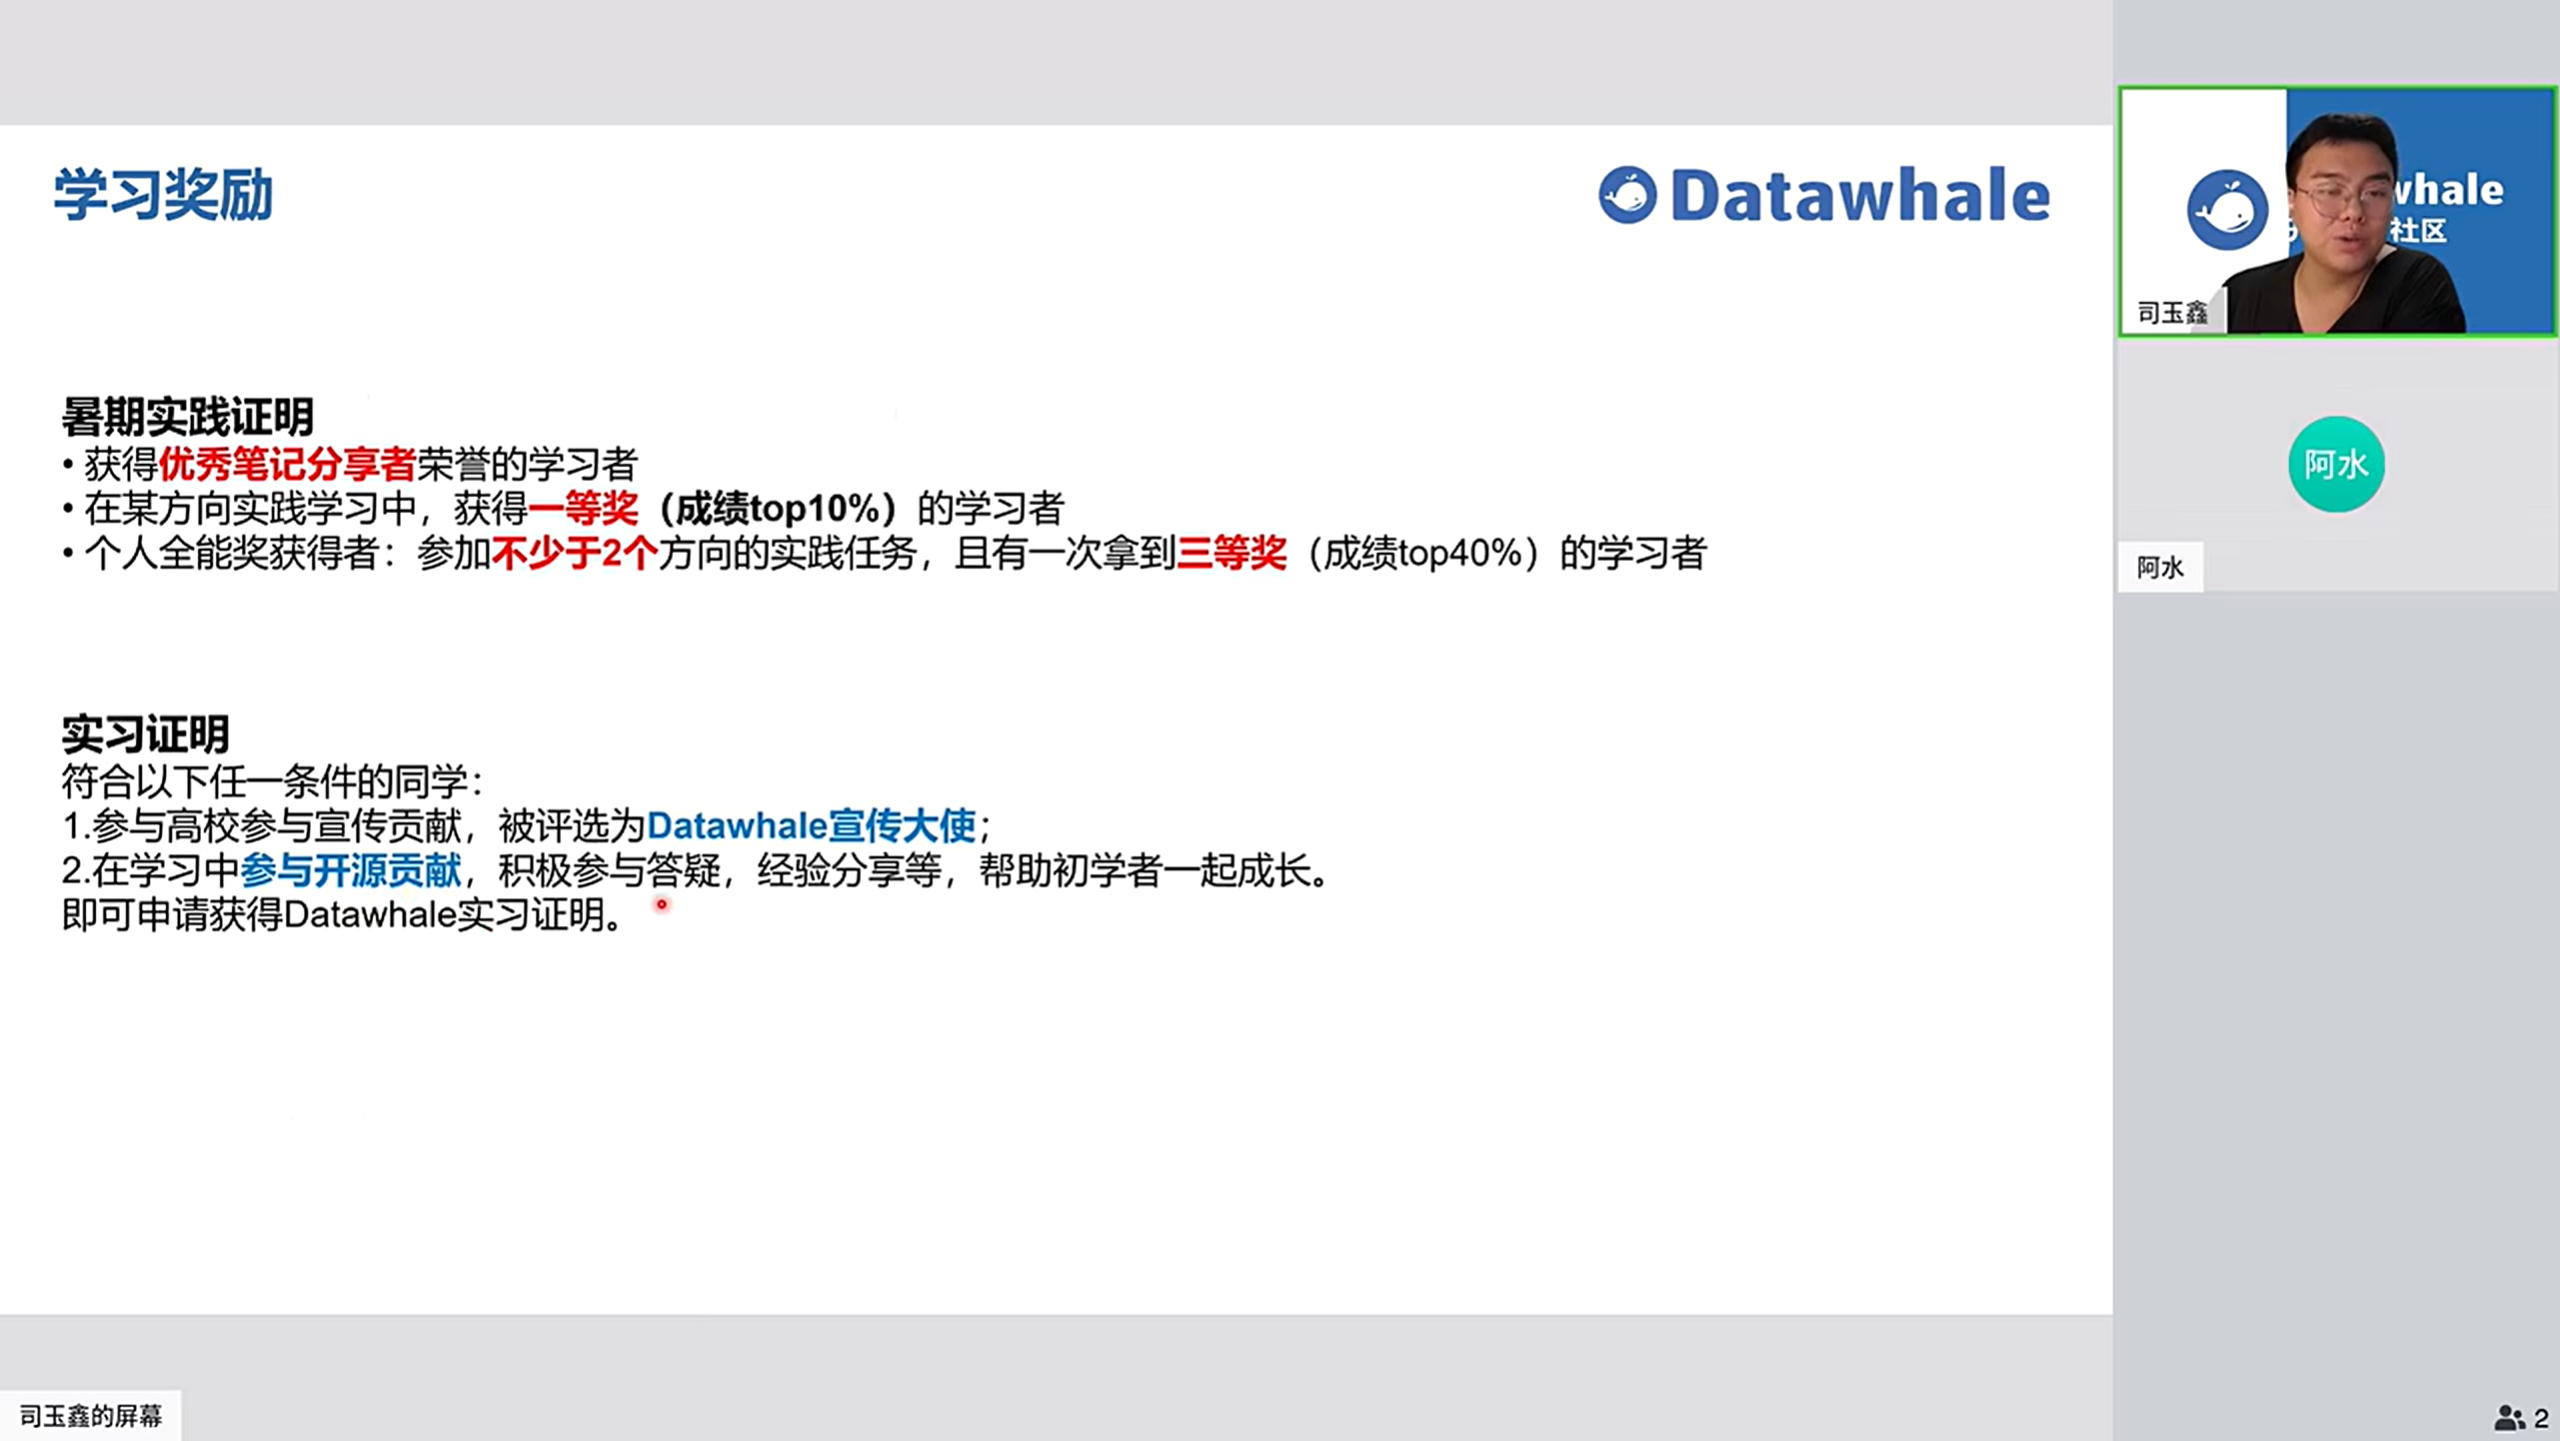 学习奖励
Datawhale
暑期实践证明
• 获得优秀笔记分享者荣誉的学习者
• 在某方向实践学习中，获得一等奖（成绩top10%）的学习者
• 个人全能奖获得者：参加不少于2个方向的实践任务，且有一次拿到三等奖（成绩top40%）的学习者
实习证明
符合以下任一条件的同学：
1.参与高校参与宣传贡献，被评选为Datawhale宣传大使；
2.在学习中参与开源贡献，积极参与答疑，经验分享等，帮助初学者一起成长。
即可申请获得Datawhale实习证明。
whale
社区
司玉鑫
阿水
阿水
司玉鑫的屏幕
2